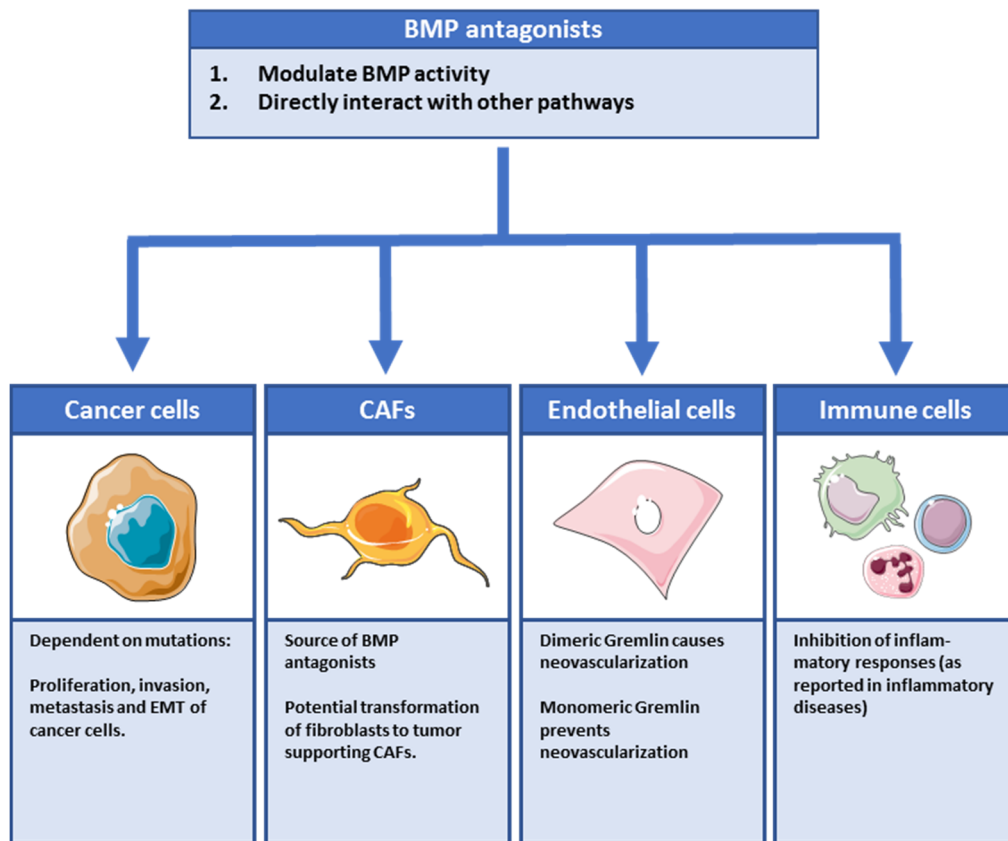 BMP antagonists
1. Modulate BMP activity
2. Directly interact with other pathways
Cancer cells
Dependent on mutations:
Proliferation, invasion,
metastasis and EMT of
cancer cells.
CAFs
Source of BMP
antagonists
Potential transformation
of fibroblasts to tumor
supporting CAFs.
Endothelial cells
Dimeric Gremlin causes
neovascularization
Monomeric Gremlin
prevents
neovascularization
Immune cells
Inhibition of inflam-
matory responses (as
reported in inflammatory
diseases)